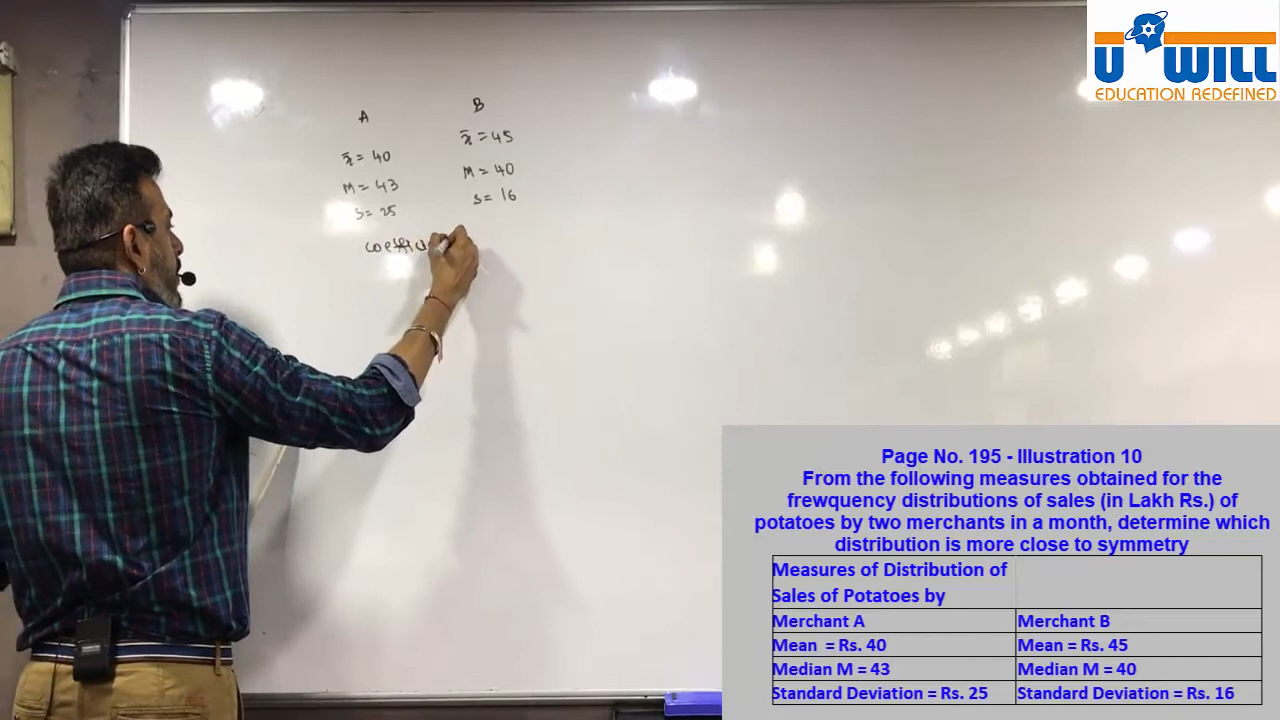 U WILL
EDUCATION REDEFINED
A
B
x̄ = 40
x̄ = 45
M = 43
M = 40
S = 25
S = 16
Page No. 195 - Illustration 10
From the following measures obtained for the
frewquency distributions of sales (in Lakh Rs.) of
potatoes by two merchants in a month, determine which
distribution is more close to symmetry
Measures of Distribution of
Sales of Potatoes by
Merchant A
Merchant B
Mean = Rs. 40
Mean = Rs. 45
Median M = 43
Median M = 40
Standard Deviation = Rs. 25
Standard Deviation = Rs. 16